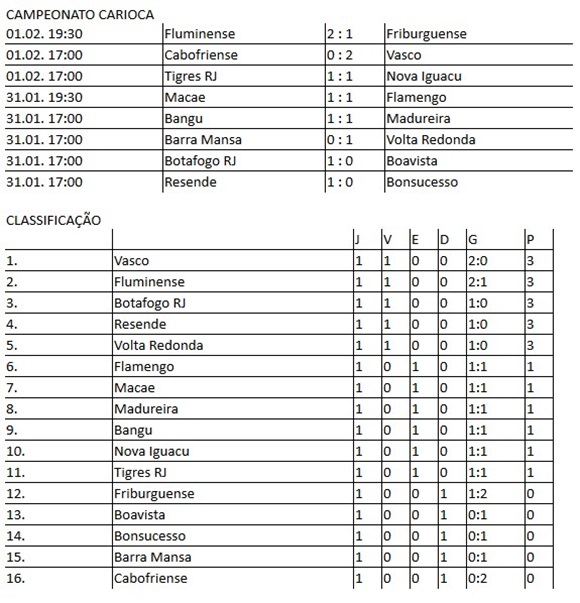 CAMPEONATO CARIOCA
01.02. 19:30 Fluminense 2 : 1 Friburguense
01.02. 17:00 Cabofriense 0 : 2 Vasco
01.02. 17:00 Tigres RJ 1 : 1 Nova Iguacu
31.01. 19:30 Macae 1 : 1 Flamengo
31.01. 17:00 Bangu 1 : 1 Madureira
31.01. 17:00 Barra Mansa 0 : 1 Volta Redonda
31.01. 17:00 Botafogo RJ 1 : 0 Boavista
31.01. 17:00 Resende 1 : 0 Bonsucesso
CLASSIFICAÇÃO
J V E D G P
1. Vasco 1 1 0 0 2:0 3
2. Fluminense 1 1 0 0 2:1 3
3. Botafogo RJ 1 1 0 0 1:0 3
4. Resende 1 1 0 0 1:0 3
5. Volta Redonda 1 1 0 0 1:0 3
6. Flamengo 1 0 1 0 1:1 1
7. Macae 1 0 1 0 1:1 1
8. Madureira 1 0 1 0 1:1 1
9. Bangu 1 0 1 0 1:1 1
10. Nova Iguacu 1 0 1 0 1:1 1
11. Tigres RJ 1 0 1 0 1:1 1
12. Friburguense 1 0 0 1 1:2 0
13. Boavista 1 0 0 1 0:1 0
14. Bonsucesso 1 0 0 1 0:1 0
15. Barra Mansa 1 0 0 1 0:1 0
16. Cabofriense 1 0 0 1 0:2 0